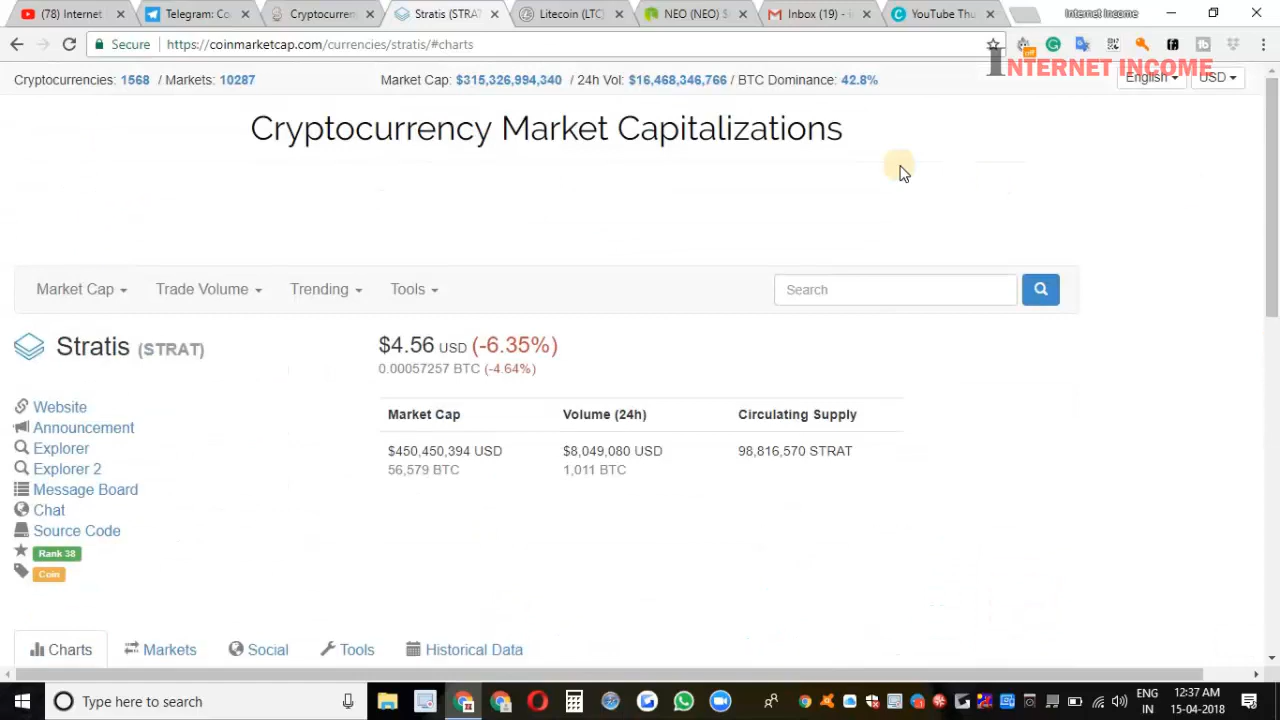 (78) Internet
Telegram: Co
Cryptocurren
Stratis (STRA
Litecoin (LTC)
NEO (NEO) $
Inbox (19) -
YouTube Thu
Internet Income
Secure
https://coinmarketcap.com/currencies/stratis/#charts
off
INTERNET INCOME
Cryptocurrencies: 1568 / Markets: 10287
Market Cap: $315,326,994,340 / 24h Vol: $16,468,346,766 / BTC Dominance: 42.8%
English
USD
Cryptocurrency Market Capitalizations
Market Cap
Trade Volume
Trending
Tools
Search
Stratis (STRAT)
$4.56 USD (-6.35%)
0.00057257 BTC (-4.64%)
Website
Announcement
Explorer
Explorer 2
Message Board
Chat
Source Code
Rank 38
Coin
Market Cap
Volume (24h)
Circulating Supply
$450,450,394 USD
$8,049,080 USD
98,816,570 STRAT
56,579 BTC
1,011 BTC
Charts
Markets
Social
Tools
Historical Data
Type here to search
ENG
IN
12:37 AM
15-04-2018